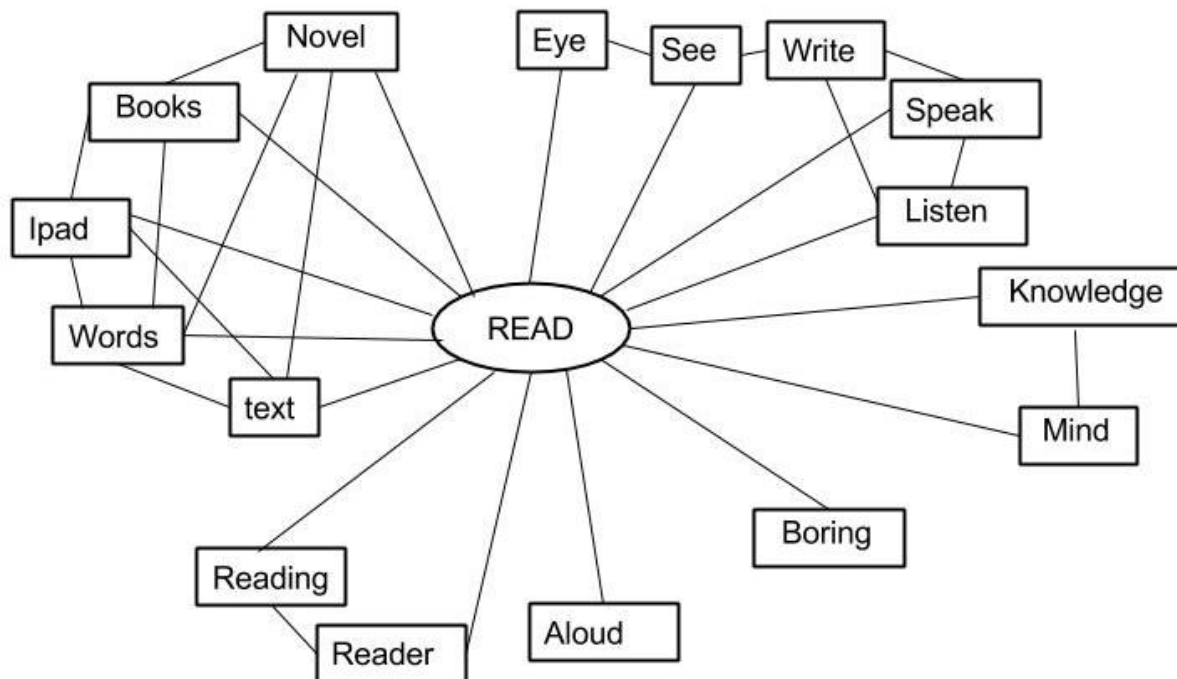 Novel
Eye
See
Write
Books
Speak
Listen
Ipad
Knowledge
Words
READ
text
Mind
Boring
Reading
Aloud
Reader